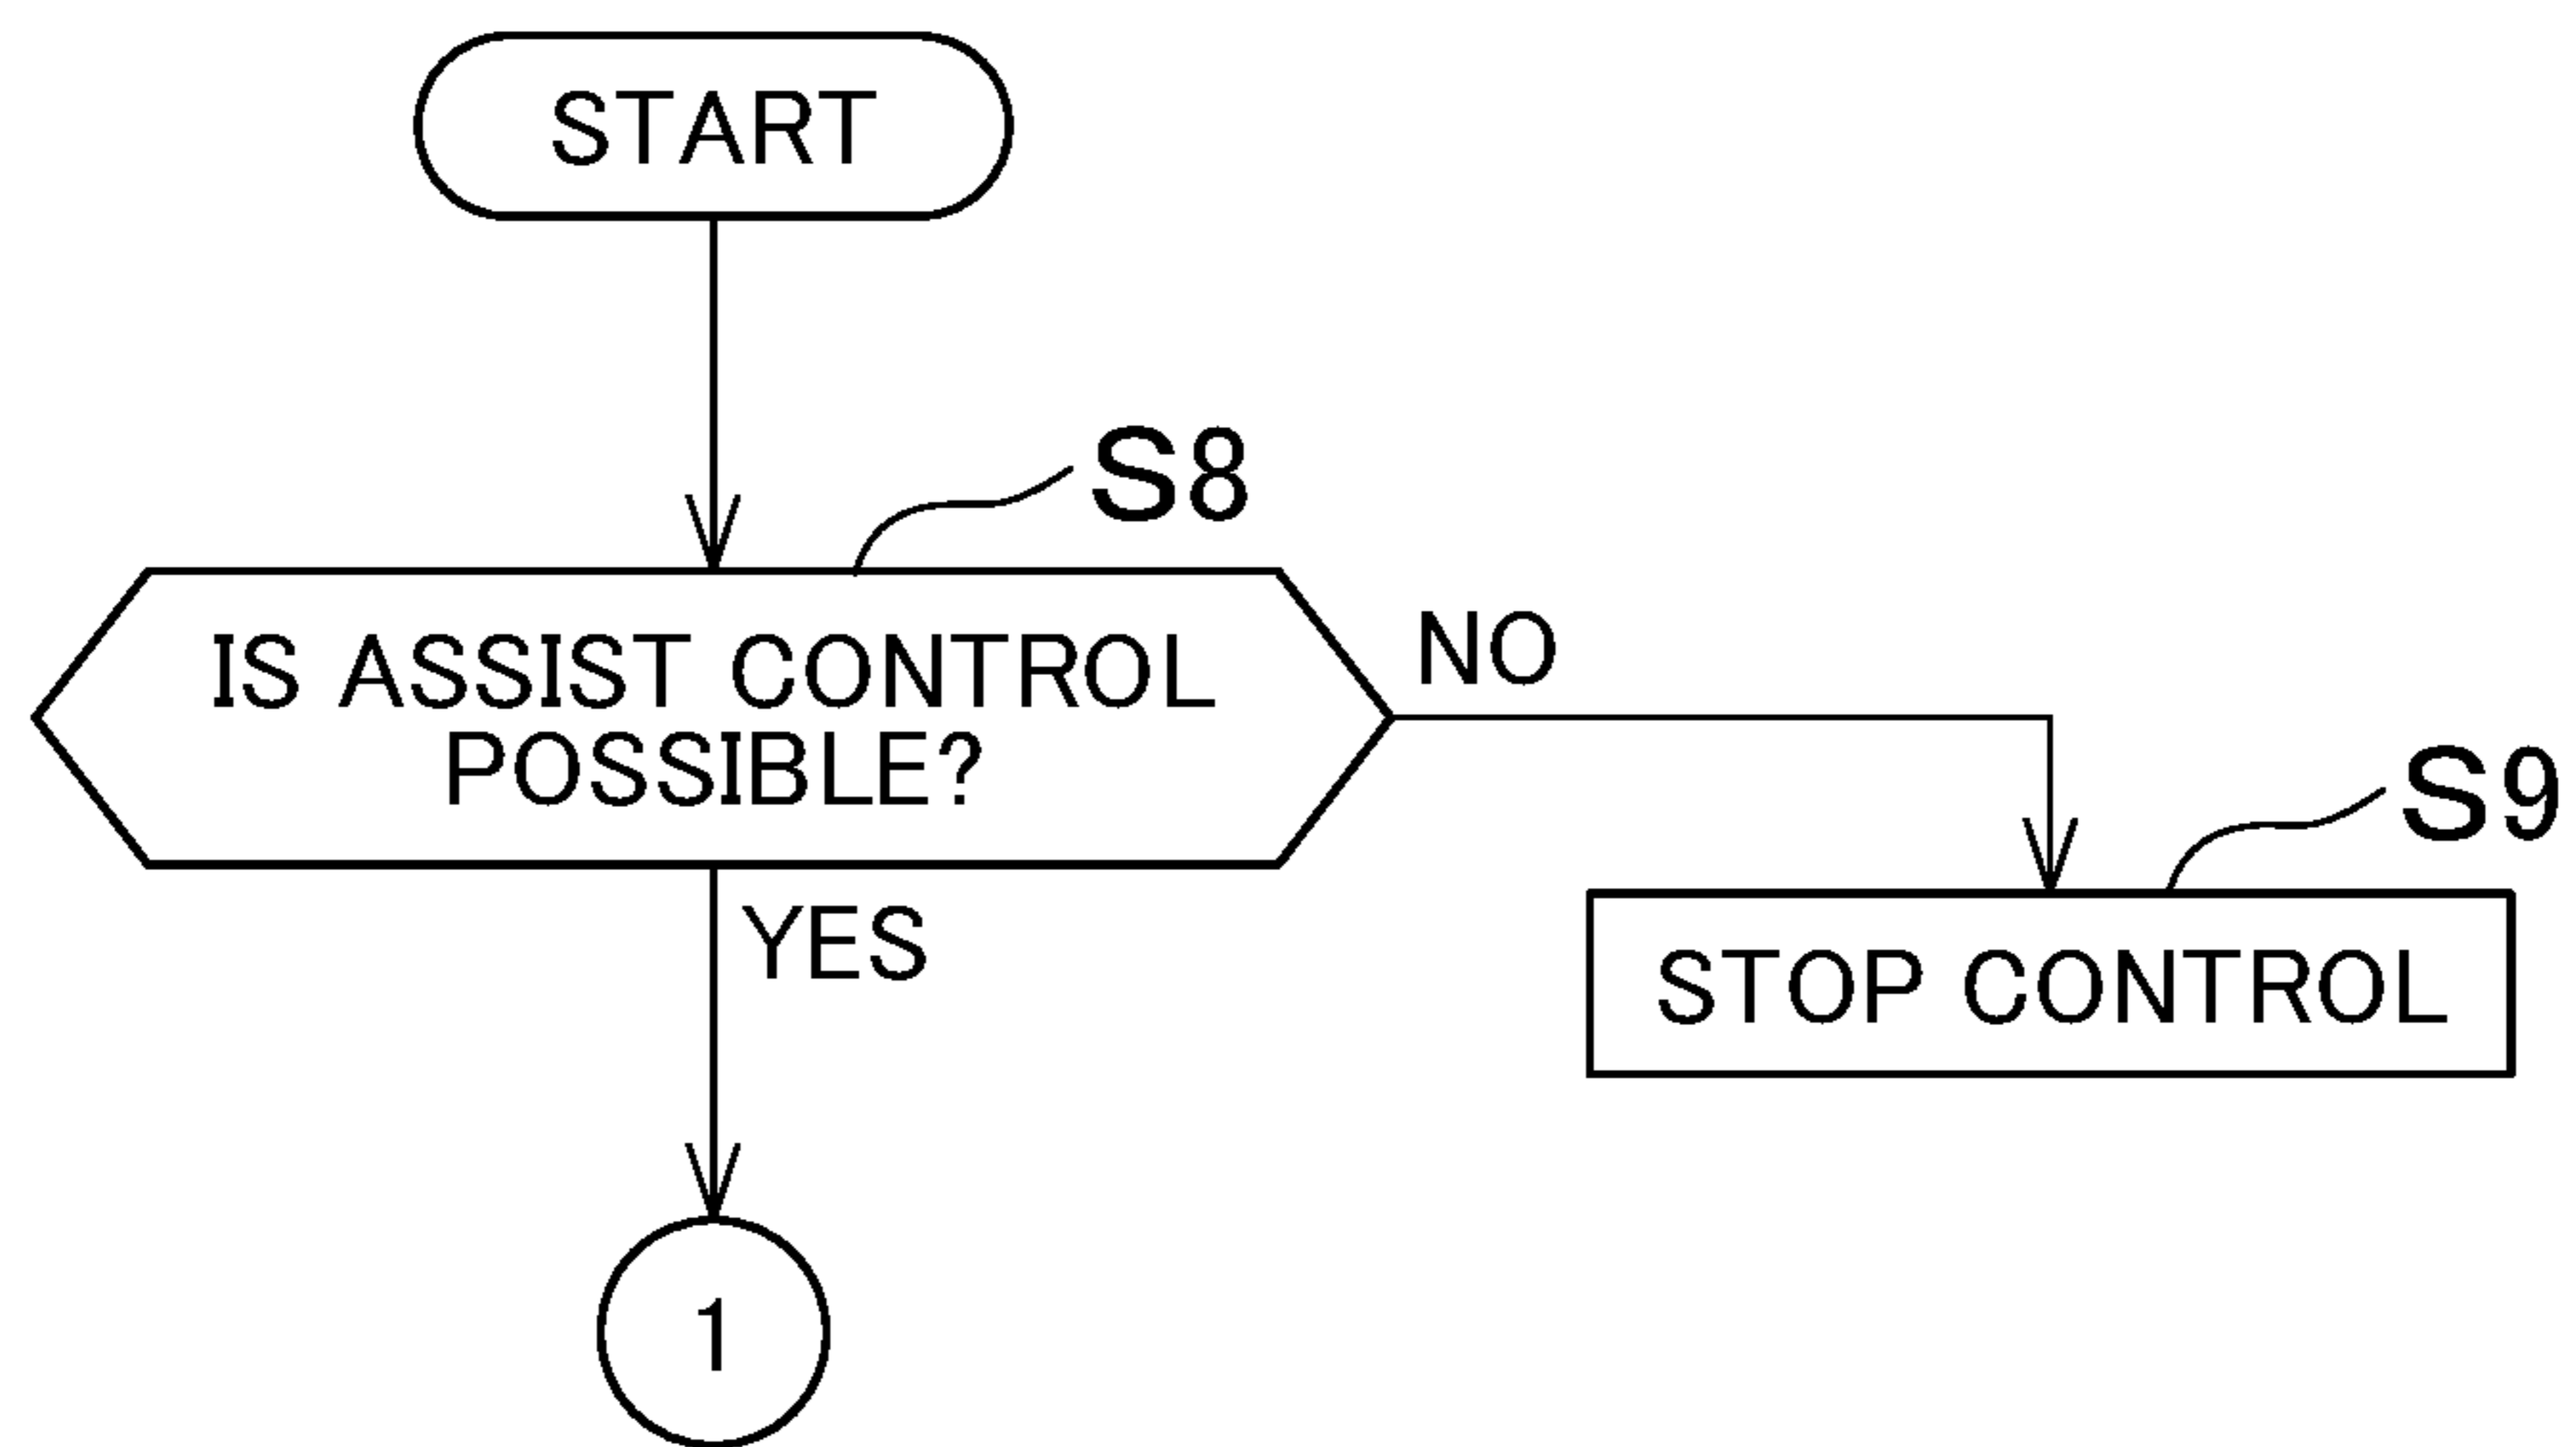 START
S8
IS ASSIST CONTROL
POSSIBLE?
NO
S9
YES
STOP CONTROL
1